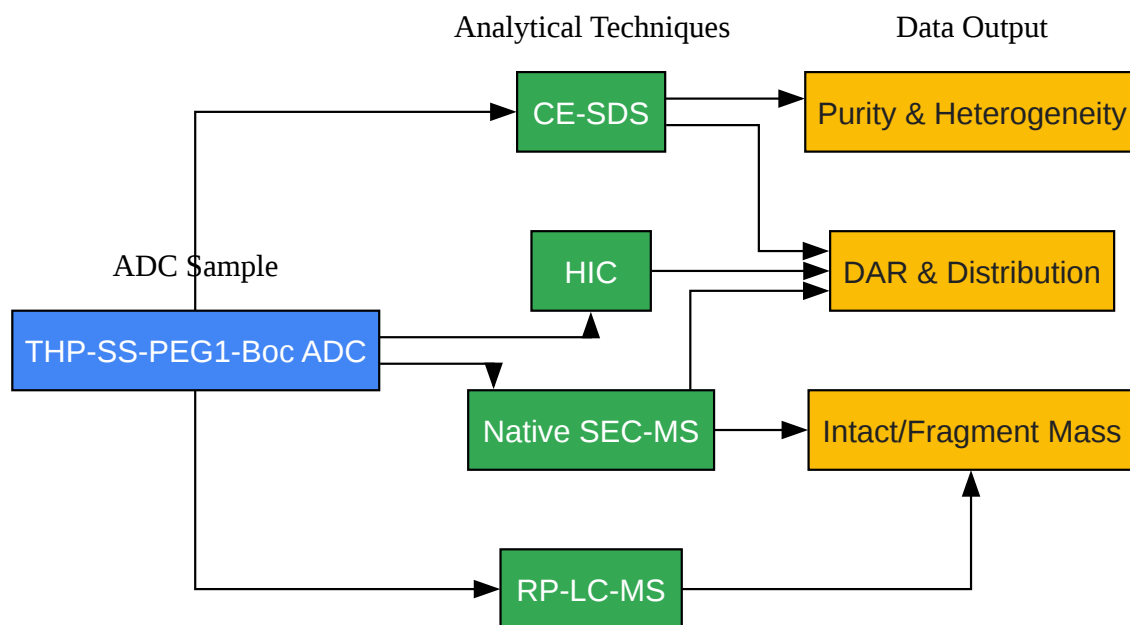 Analytical Techniques
Data Output
CE-SDS
Purity & Heterogeneity
ADC Sample
HIC
DAR & Distribution
THP-SS-PEG1-Boc ADC
Native SEC-MS
Intact/Fragment Mass
RP-LC-MS